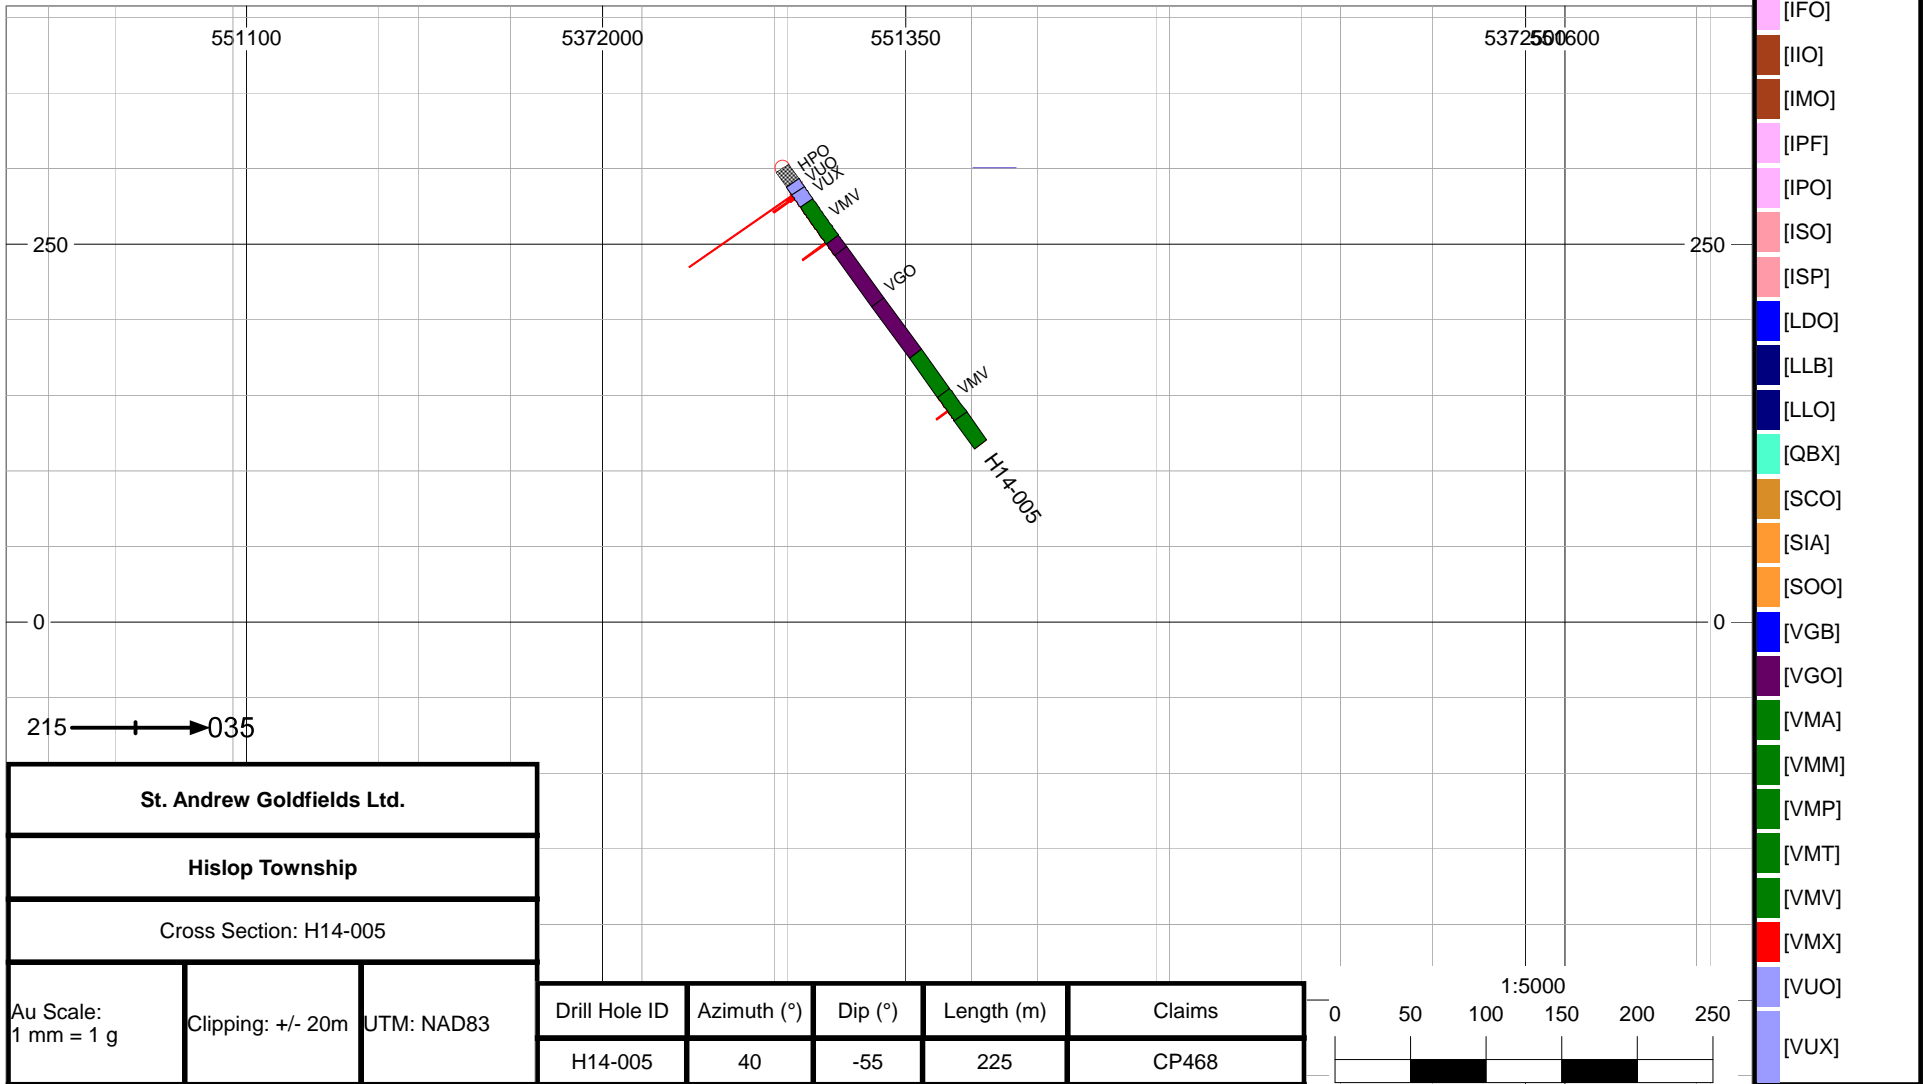 551100
5372000
551350
5372500
551600
HPO
VUO
VUX
VMV
250
250
VGO
VMV
H14-005
0
0
215
035
St. Andrew Goldfields Ltd.
Hislop Township
Cross Section: H14-005
Au Scale:
1 mm = 1 g
Clipping: +/- 20m
UTM: NAD83
Drill Hole ID Azimuth (°) Dip (°) Length (m) Claims
H14-005 40 -55 225 CP468
1:5000
0 50 100 150 200 250
[IFO]
[IIO]
[IMO]
[IPF]
[IPO]
[ISO]
[ISP]
[LDO]
[LLB]
[LLO]
[QBX]
[SCO]
[SIA]
[SOO]
[VGB]
[VGO]
[VMA]
[VMM]
[VMP]
[VMT]
[VMV]
[VMX]
[VUO]
[VUX]